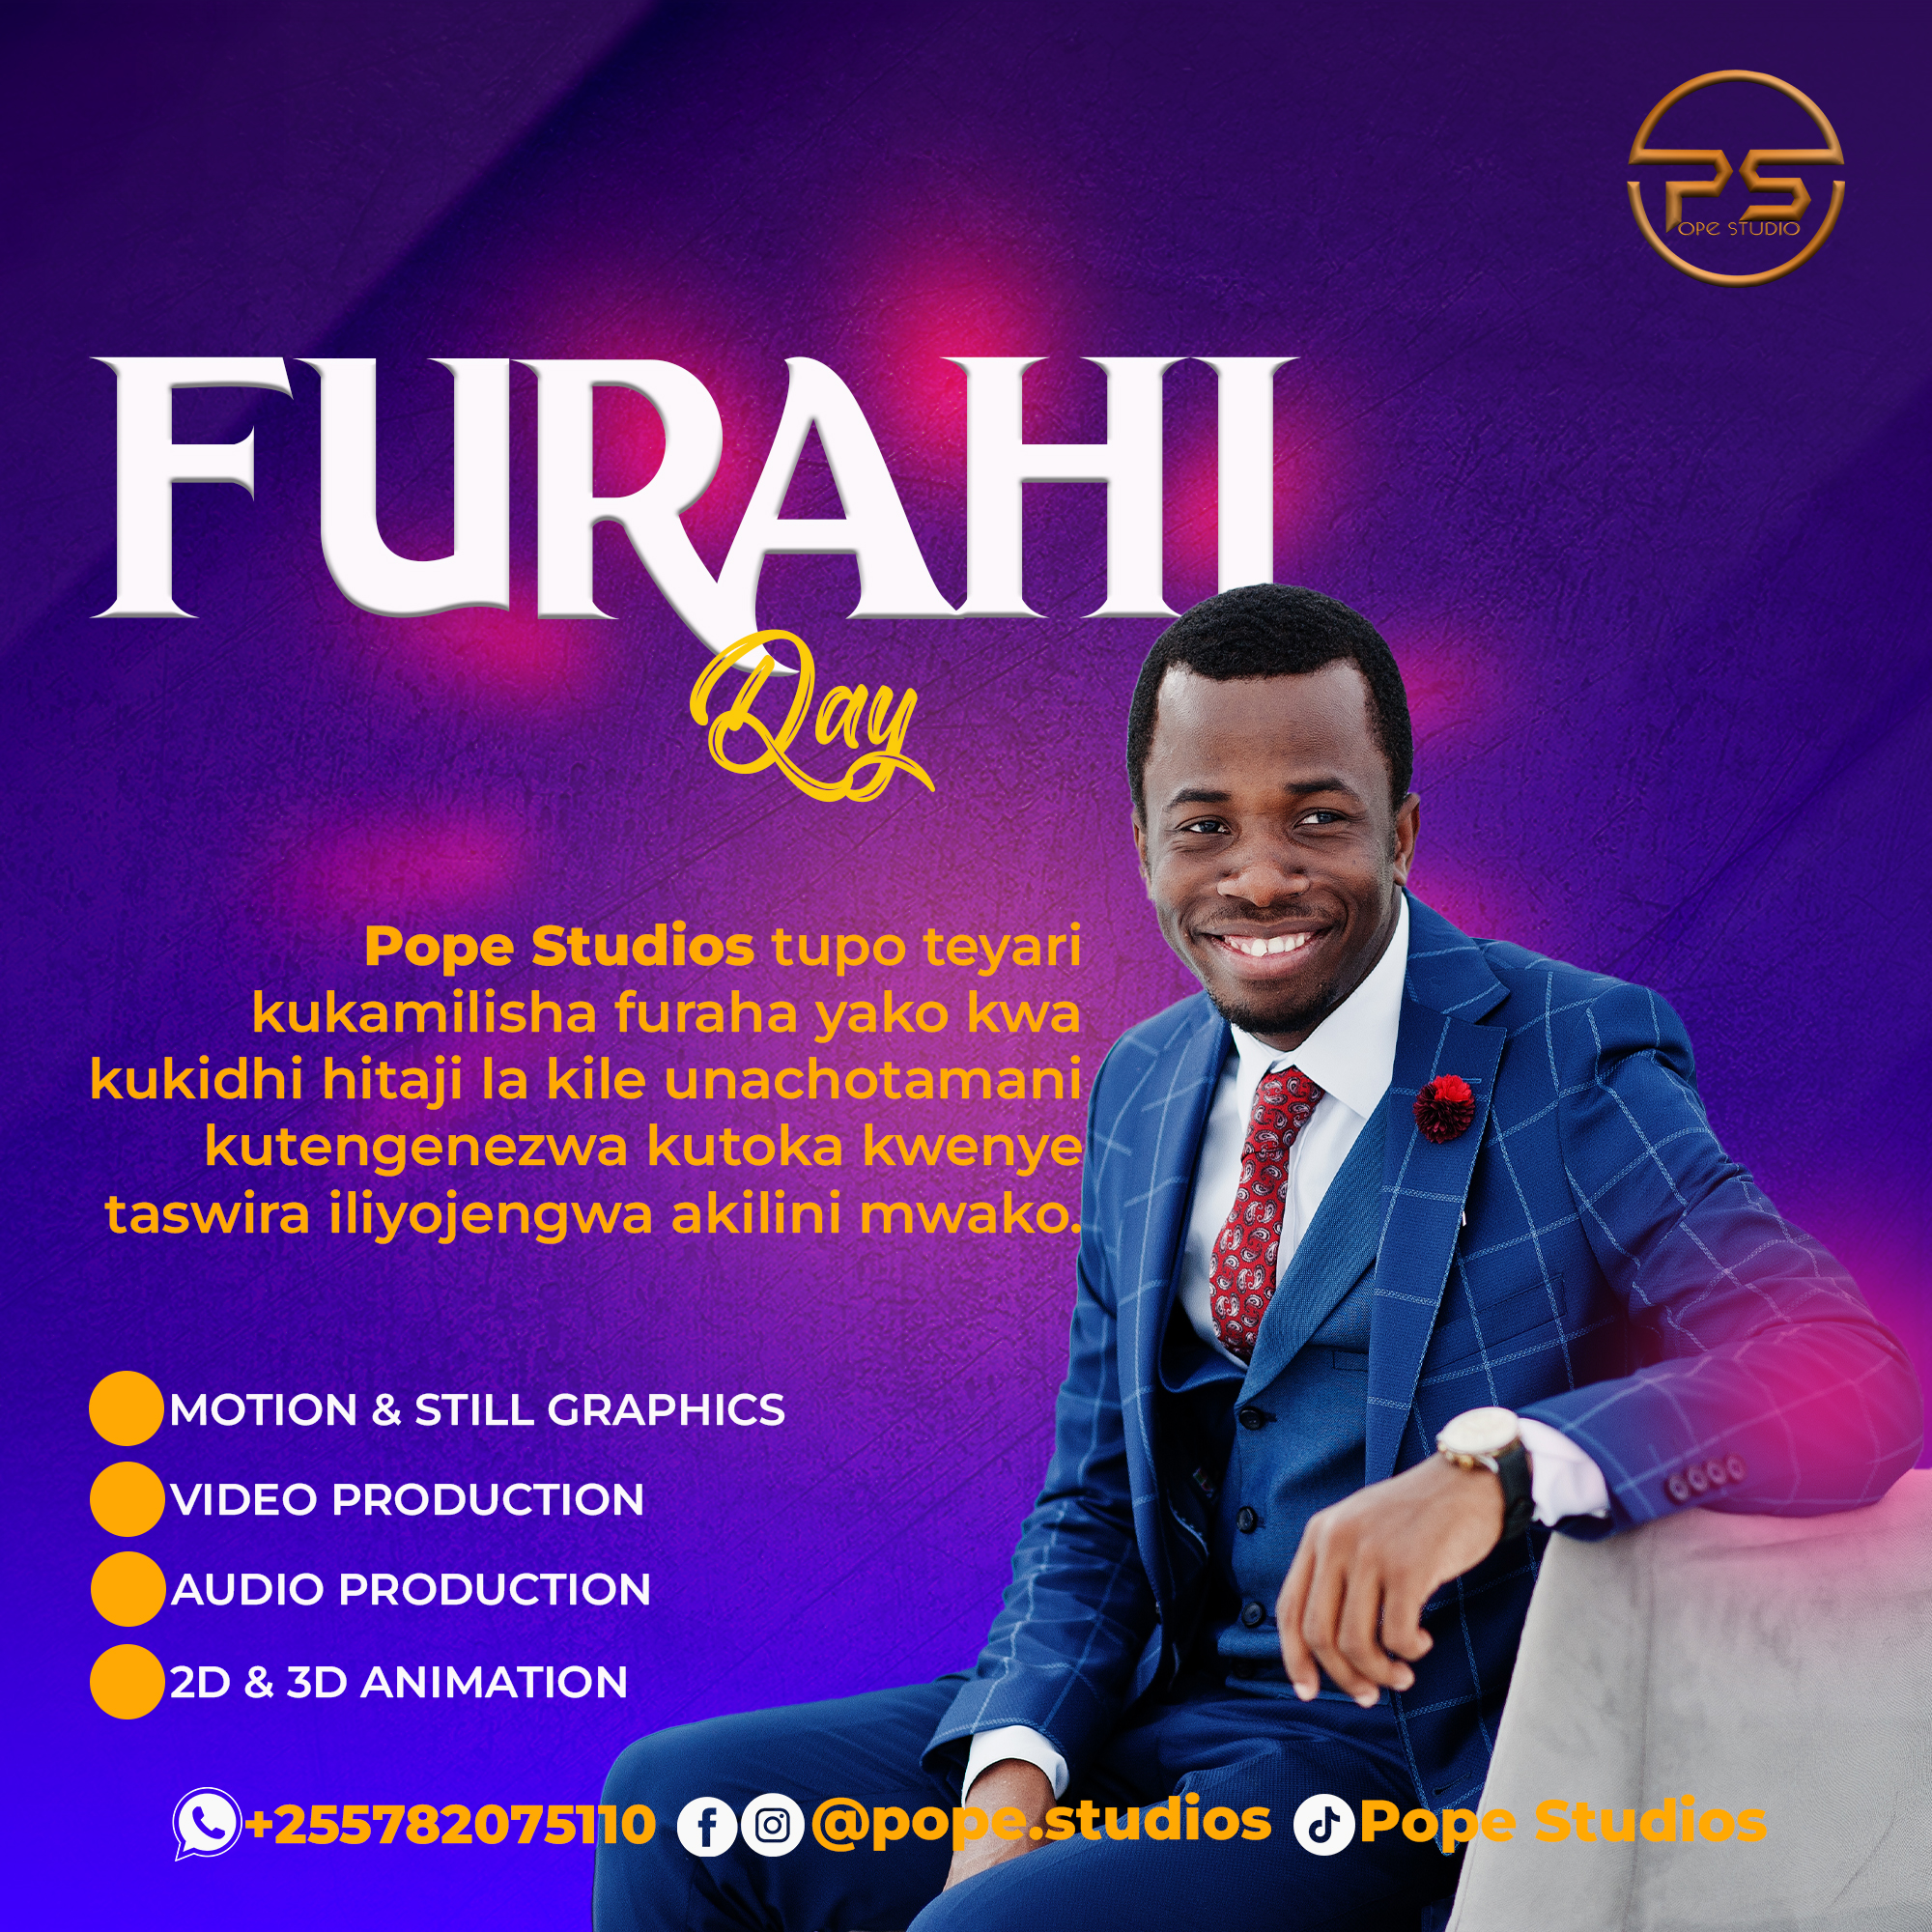 PS
OPE STUDIO
FURAHI
Day
Pope Studios tupo teyari
kukamilisha furaha yako kwa
kukidhi hitaji la kile unachotamani
kutengenezwa kutoka kwenye
taswira iliyojengwa akilini mwako.
MOTION & STILL GRAPHICS
VIDEO PRODUCTION
AUDIO PRODUCTION
2D & 3D ANIMATION
+255782075110 @pope.studios Pope Studios